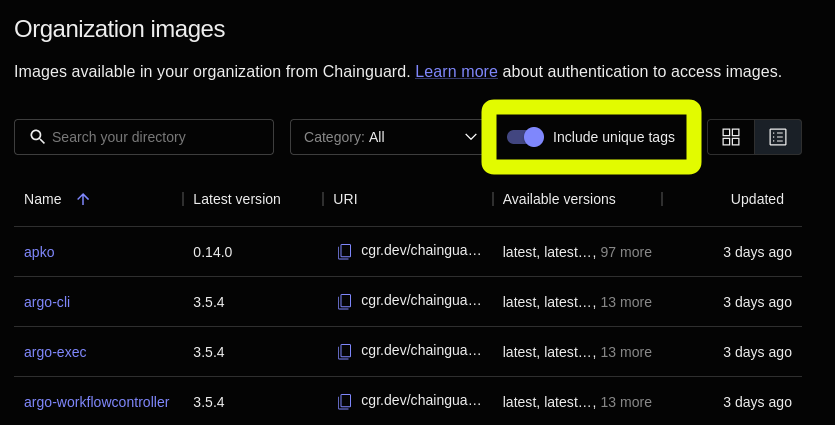 Organization images
Images available in your organization from Chainguard. Learn more about authentication to access images.
Search your directory Category: All Include unique tags
Name Latest version URI Available versions Updated
apko 0.14.0 cgr.dev/chaingua… latest, latest…, 97 more 3 days ago
argo-cli 3.5.4 cgr.dev/chaingua… latest, latest…, 13 more 3 days ago
argo-exec 3.5.4 cgr.dev/chaingua… latest, latest…, 13 more 3 days ago
argo-workflowcontroller 3.5.4 cgr.dev/chaingua… latest, latest…, 13 more 3 days ago